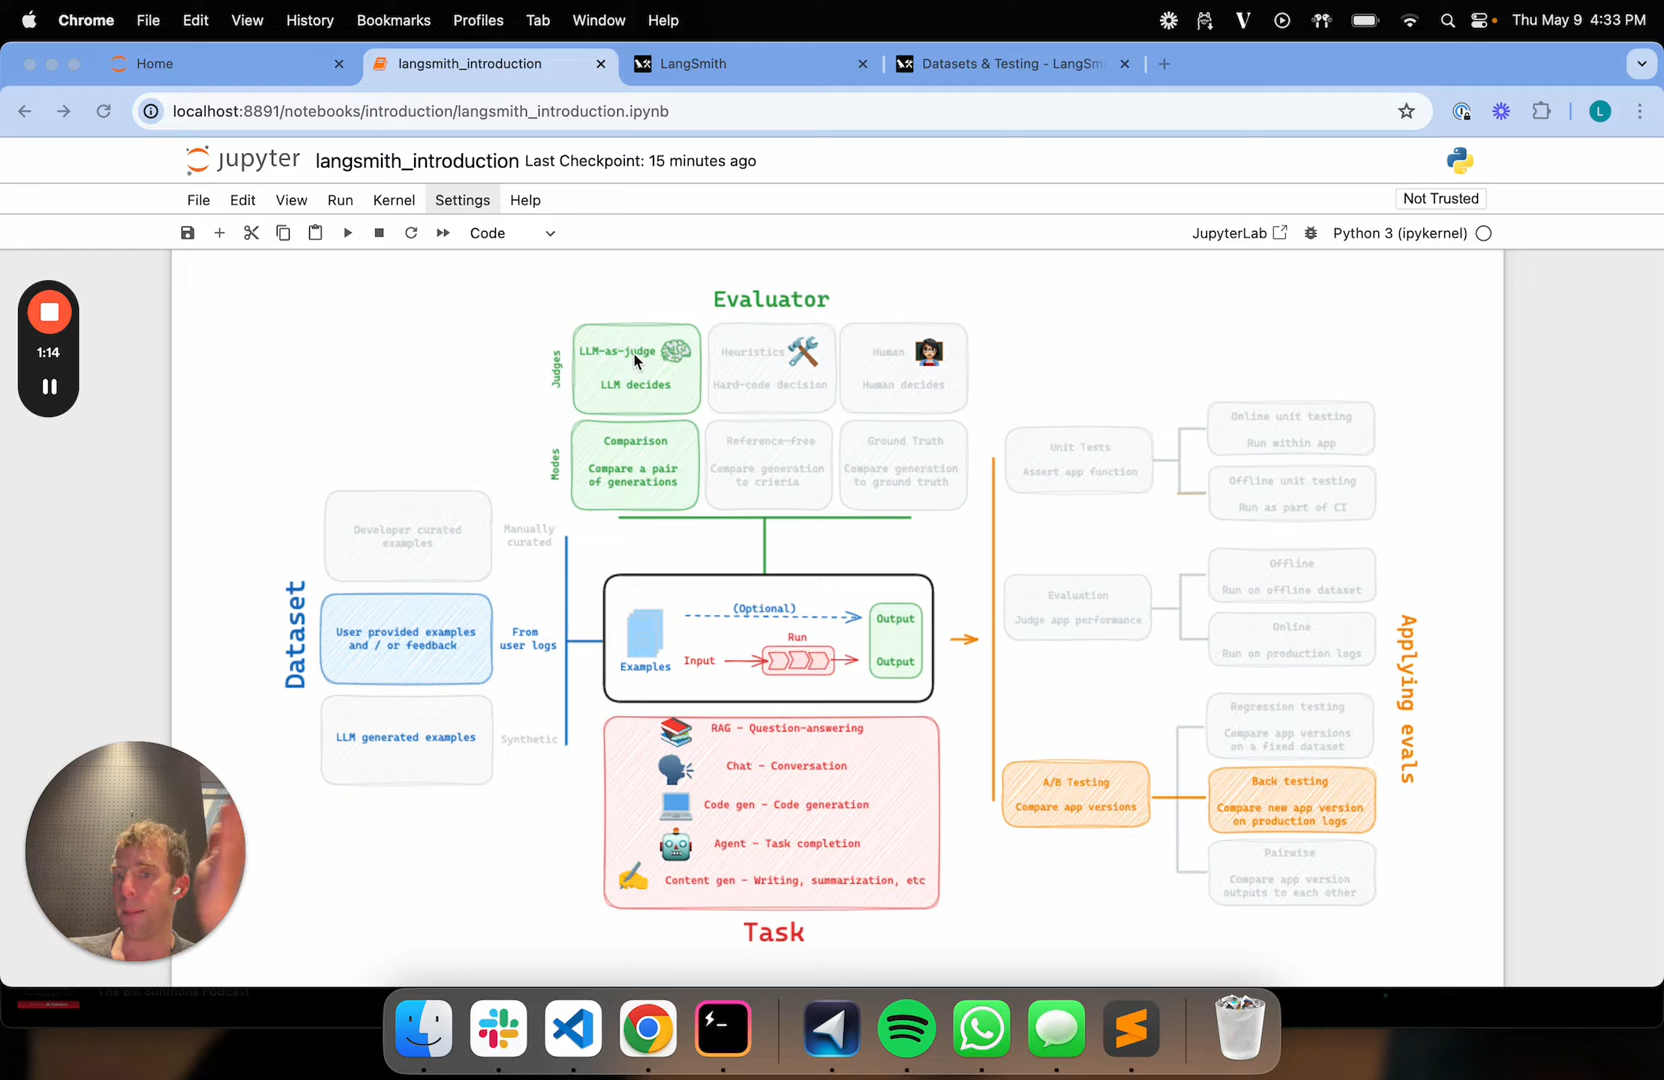 Chrome File Edit View History Bookmarks Profiles Tab Window Help
Thu May 9 4:33 PM
Home
langsmith_introduction
LangSmith
Datasets & Testing - LangSm
localhost:8891/notebooks/introduction/langsmith_introduction.ipynb
L
jupyter langsmith_introduction Last Checkpoint: 15 minutes ago
File Edit View Run Kernel Settings Help
Not Trusted
Code
JupyterLab
Python 3 (ipykernel)
1:14
Evaluator
Judges
LLM-as-judge
LLM decides
Heuristics
Hard-code decision
Human
Human decides
Modes
Comparison
Compare a pair
of generations
Reference-free
Compare generation
to crieria
Ground Truth
Compare generation
to ground truth
Dataset
Developer curated
examples
Manually
curated
User provided examples
and / or feedback
From
user logs
LLM generated examples
Synthetic
Examples
(Optional)
Run
Input
Output
Output
RAG - Question-answering
Chat - Conversation
Code gen - Code generation
Agent - Task completion
Content gen - Writing, summarization, etc
Task
Unit Tests
Assert app function
Online unit testing
Run within app
Offline unit testing
Run as part of CI
Evaluation
Judge app performance
Offline
Run on offline dataset
Online
Run on production logs
A/B Testing
Compare app versions
Regression testing
Compare app versions
on a fixed dataset
Back testing
Compare new app version
on production logs
Pairwise
Compare app version
outputs to each other
Applying evals
The Bill Simmons Podcast